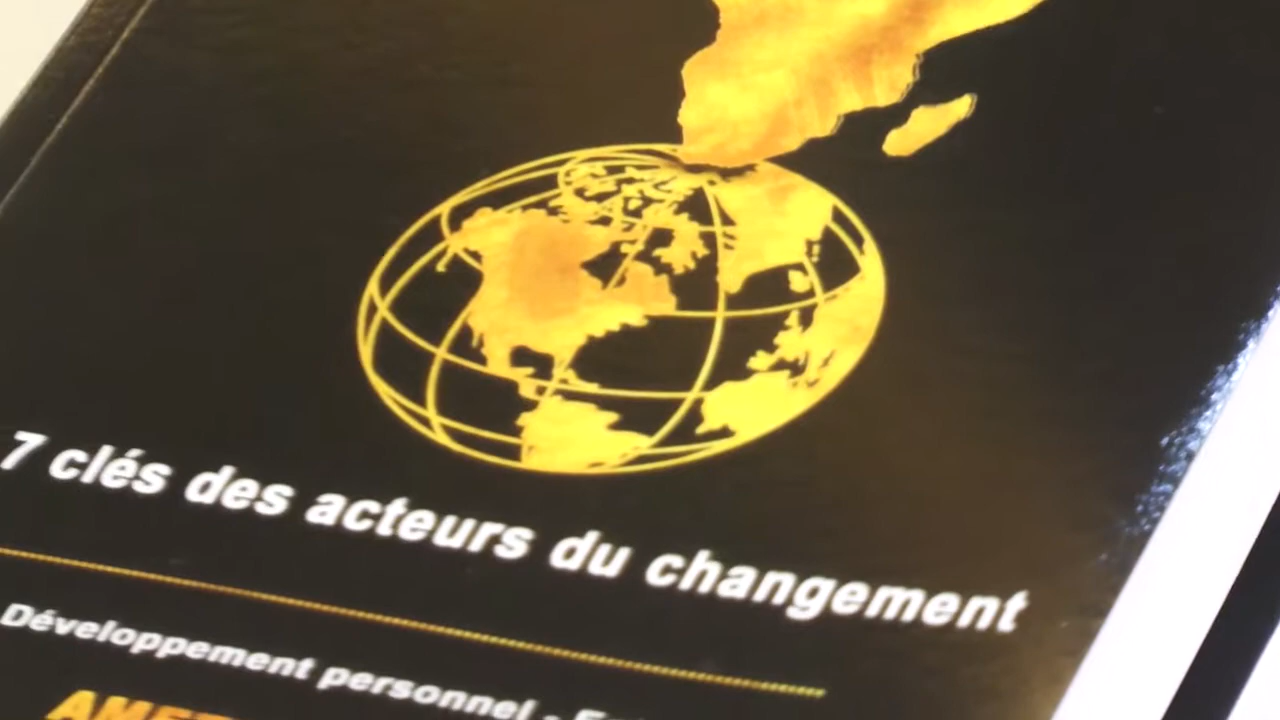 7 clés des acteurs du changement
Développement personnel -